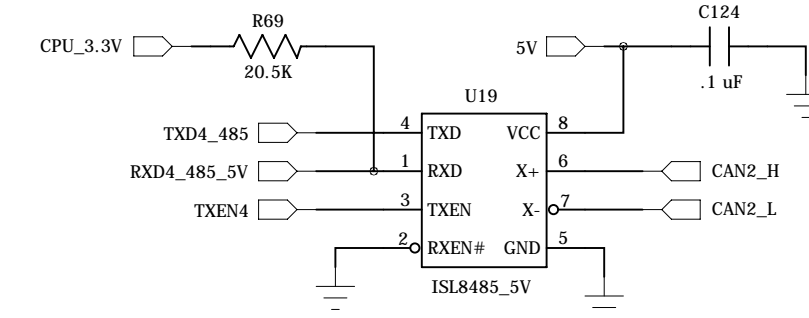 C124
R69
CPU_3.3V
5V
20.5K
.1 uF
U19
TXD4_485 4 TXD VCC 8
RXD4_485_5V 1 RXD X+ 6 CAN2_H
TXEN4 3 TXEN X- 7 CAN2_L
2 RXEN# GND 5
ISL8485_5V